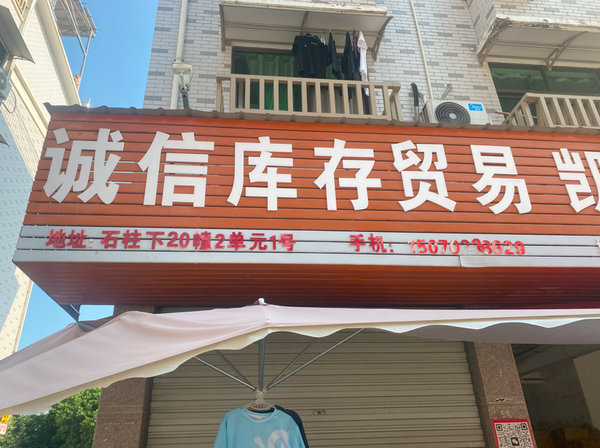 诚信库存贸易 凯
地址:石柱下20幢2单元1号 手机: